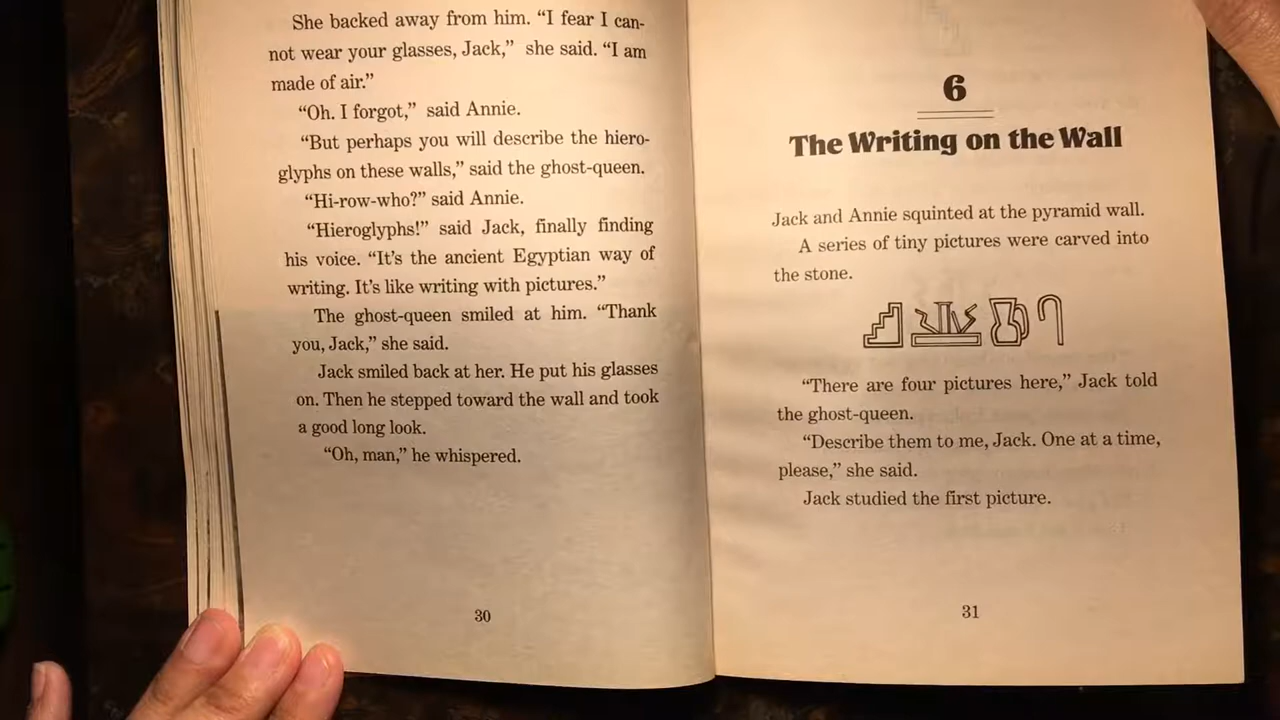 She backed away from him. “I fear I can-
not wear your glasses, Jack,” she said. “I am
made of air.”
“Oh. I forgot,” said Annie.
“But perhaps you will describe the hiero-
glyphs on these walls,” said the ghost-queen.
“Hi-row-who?” said Annie.
“Hieroglyphs!” said Jack, finally finding
his voice. “It’s the ancient Egyptian way of
writing. It’s like writing with pictures.”
The ghost-queen smiled at him. “Thank
you, Jack,” she said.
Jack smiled back at her. He put his glasses
on. Then he stepped toward the wall and took
a good long look.
“Oh, man,” he whispered.
30
6
The Writing on the Wall
Jack and Annie squinted at the pyramid wall.
A series of tiny pictures were carved into
the stone.
“There are four pictures here,” Jack told
the ghost-queen.
“Describe them to me, Jack. One at a time,
please,” she said.
Jack studied the first picture.
31